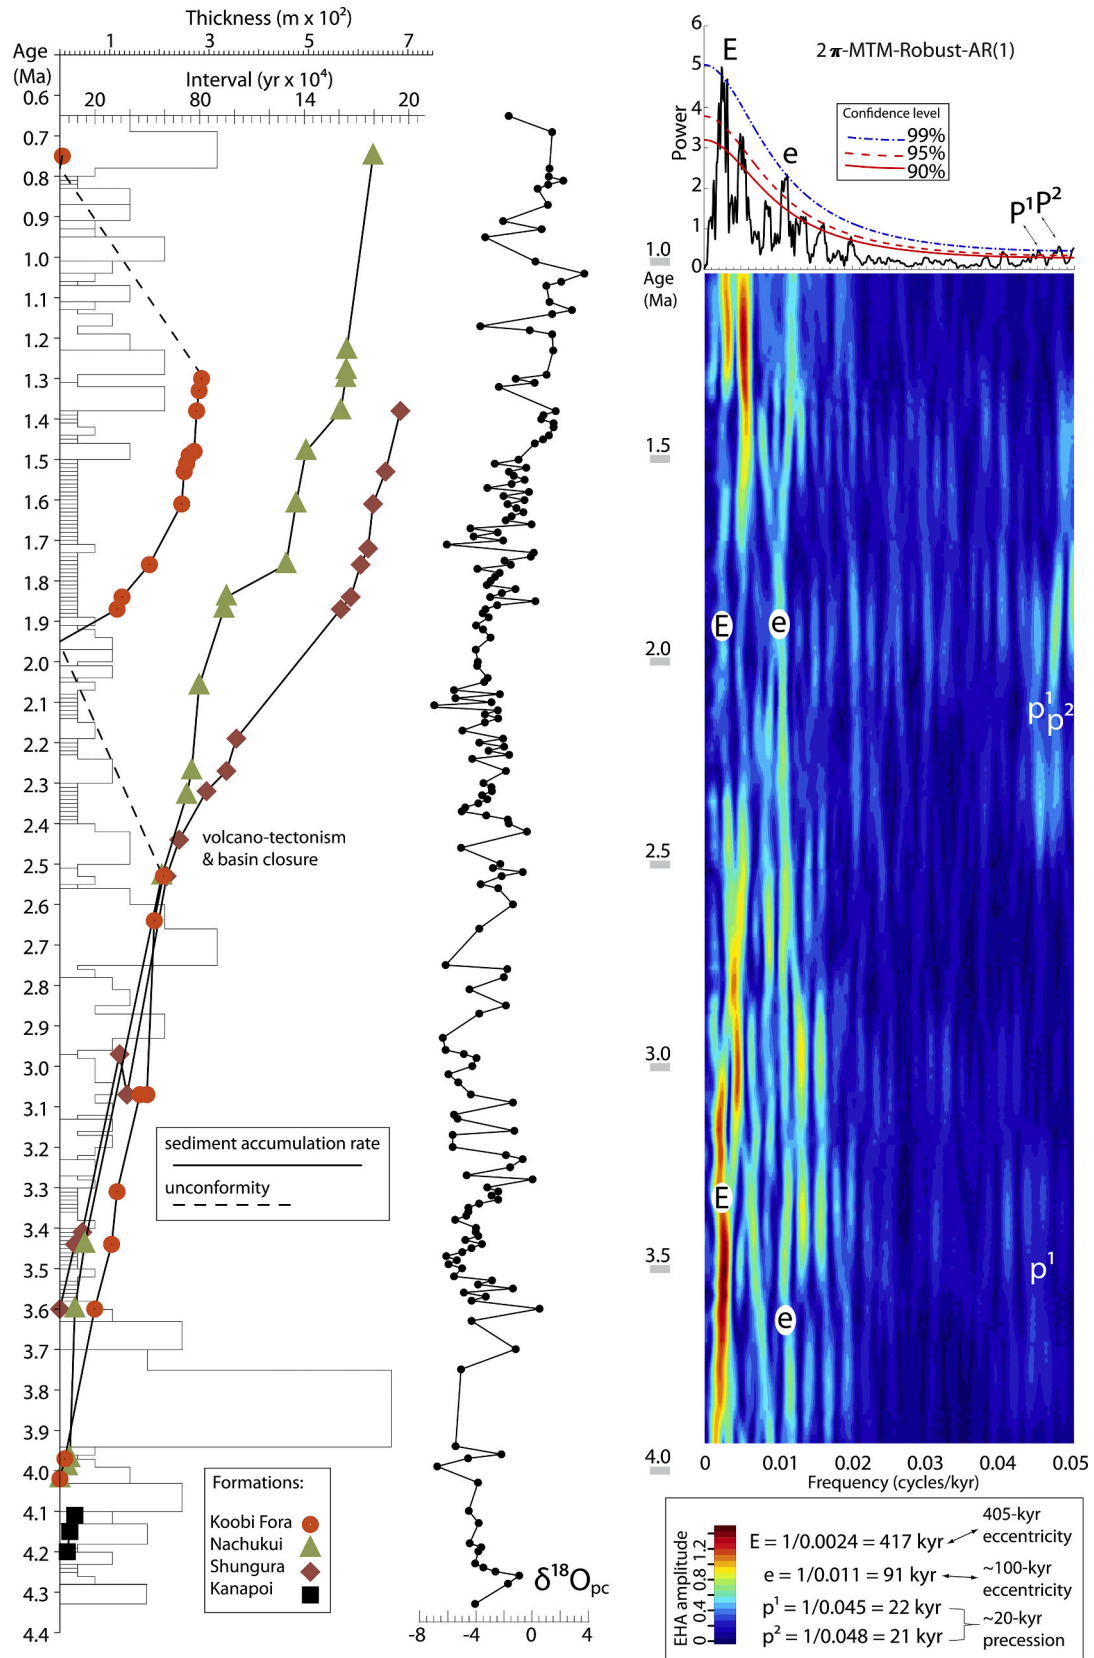 Thickness (m x 10²)
1 3 5 7
Age
(Ma)
Interval (yr x 10⁴)
20 80 14 20
0.6
0.7
0.8
0.9
1.0
1.1
1.2
1.3
1.4
1.5
1.6
1.7
1.8
1.9
2.0
2.1
2.2
2.3
2.4
2.5
2.6
2.7
2.8
2.9
3.0
3.1
3.2
3.3
3.4
3.5
3.6
3.7
3.8
3.9
4.0
4.1
4.2
4.3
4.4
volcano-tectonism
& basin closure
sediment accumulation rate
unconformity
Formations:
Koobi Fora
Nachukui
Shungura
Kanapoi
δ¹⁸Opc
-8 -4 0 4
2π-MTM-Robust-AR(1)
Power
6
5
4
3
2
1
0
E
e
P¹P²
Confidence level
99%
95%
90%
1.0
Age
(Ma)
1.5
2.0
2.5
3.0
3.5
4.0
E e
p¹p²
E
p¹
e
0 0.01 0.02 0.03 0.04 0.05
Frequency (cycles/kyr)
EHA amplitude
0 0.4 0.8 1.2
E = 1/0.0024 = 417 kyr
405-kyr
eccentricity
e = 1/0.011 = 91 kyr
~100-kyr
eccentricity
p¹ = 1/0.045 = 22 kyr
p² = 1/0.048 = 21 kyr
~20-kyr
precession